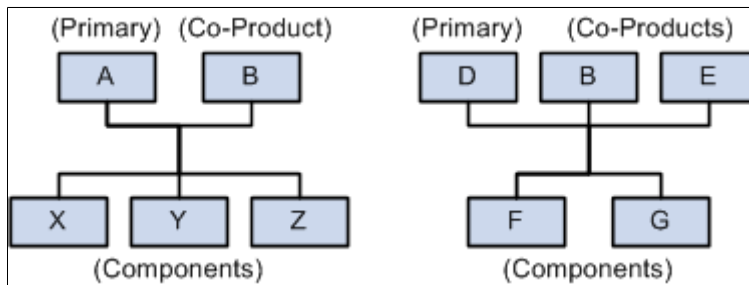 (Primary) (Co-Product)
A B
X Y Z
(Components)
(Primary) (Co-Products)
D B E
F G
(Components)